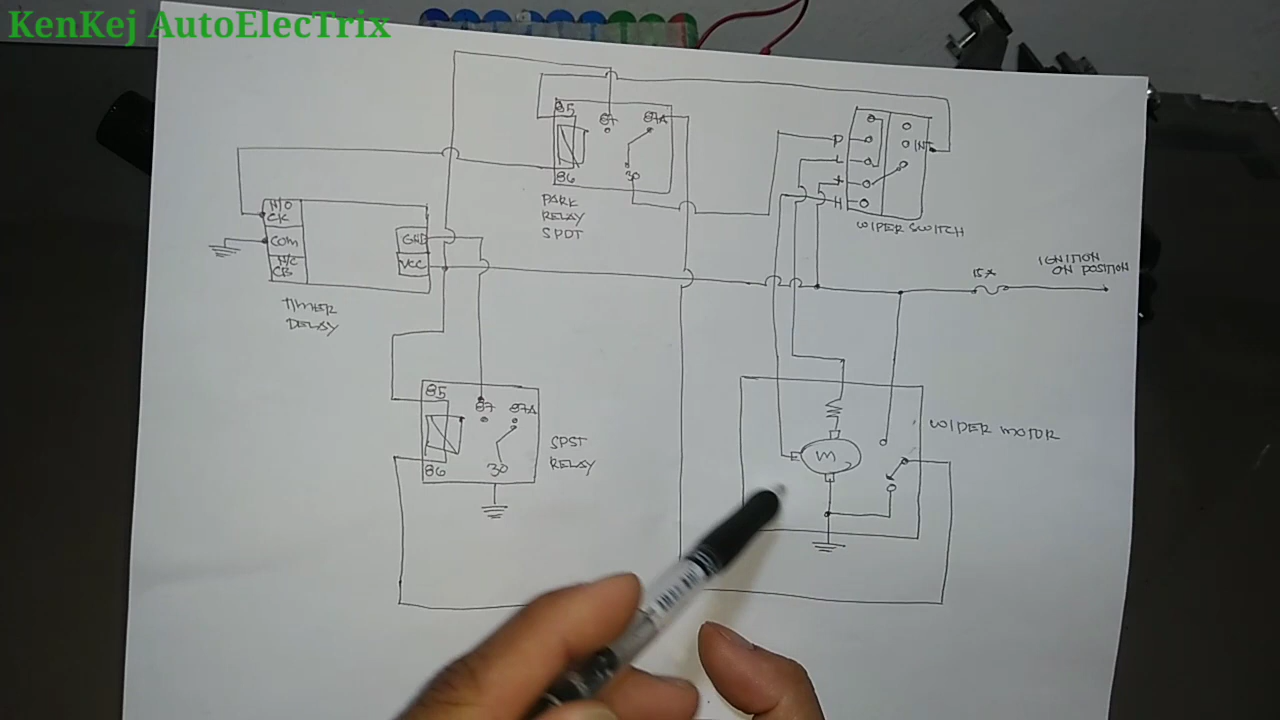 KenKej AutoElecTrix
85
87
87A
86
30
PARK
RELAY
SPDT
P
L
+
H
INT
WIPER SWITCH
N/O
CK
COM
N/C
CB
GND
VCC
TIMER
DELAY
15A
IGNITION
ON POSITION
85
87
87A
86
30
SPST
RELAY
M
WIPER MOTOR